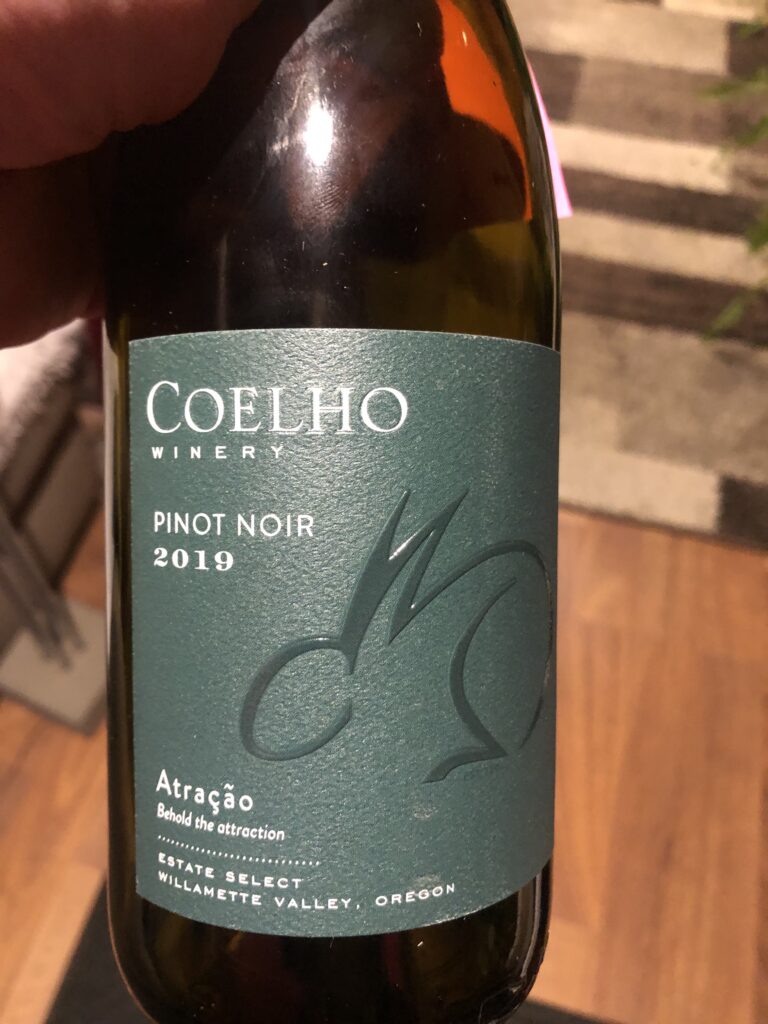 COELHO
WINERY
PINOT NOIR
2019
Atração
Behold the attraction
ESTATE SELECT
WILLAMETTE VALLEY, OREGON